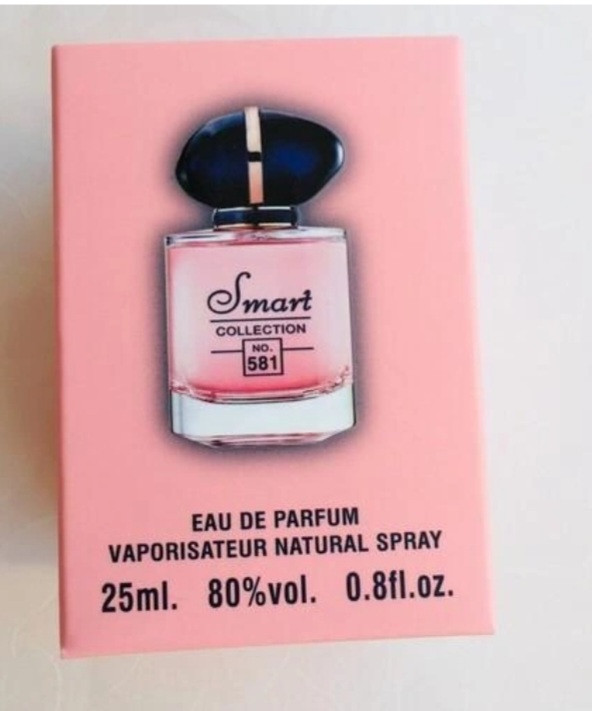 Smart
COLLECTION
NO.
581
EAU DE PARFUM
VAPORISATEUR NATURAL SPRAY
25ml. 80%vol. 0.8fl.oz.